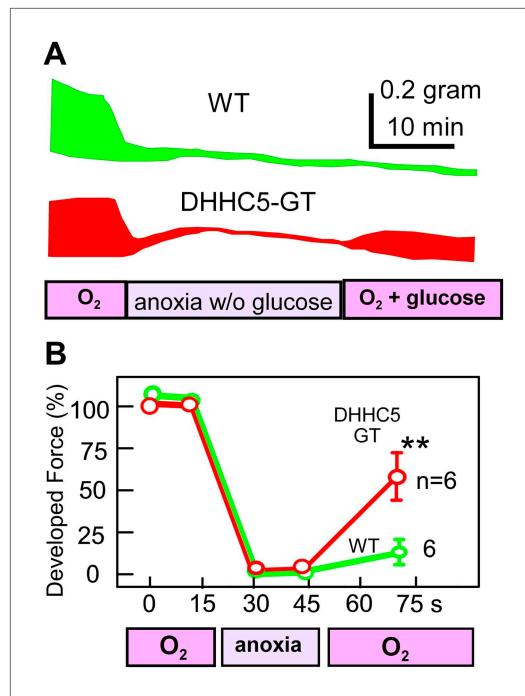 A
WT
0.2 gram
10 min
DHHC5-GT
O₂
anoxia w/o glucose
O₂ + glucose
B
Developed Force (%)
100
75
50
25
0
DHHC5
GT
**
n=6
WT
6
0 15 30 45 60 75 s
O₂
anoxia
O₂